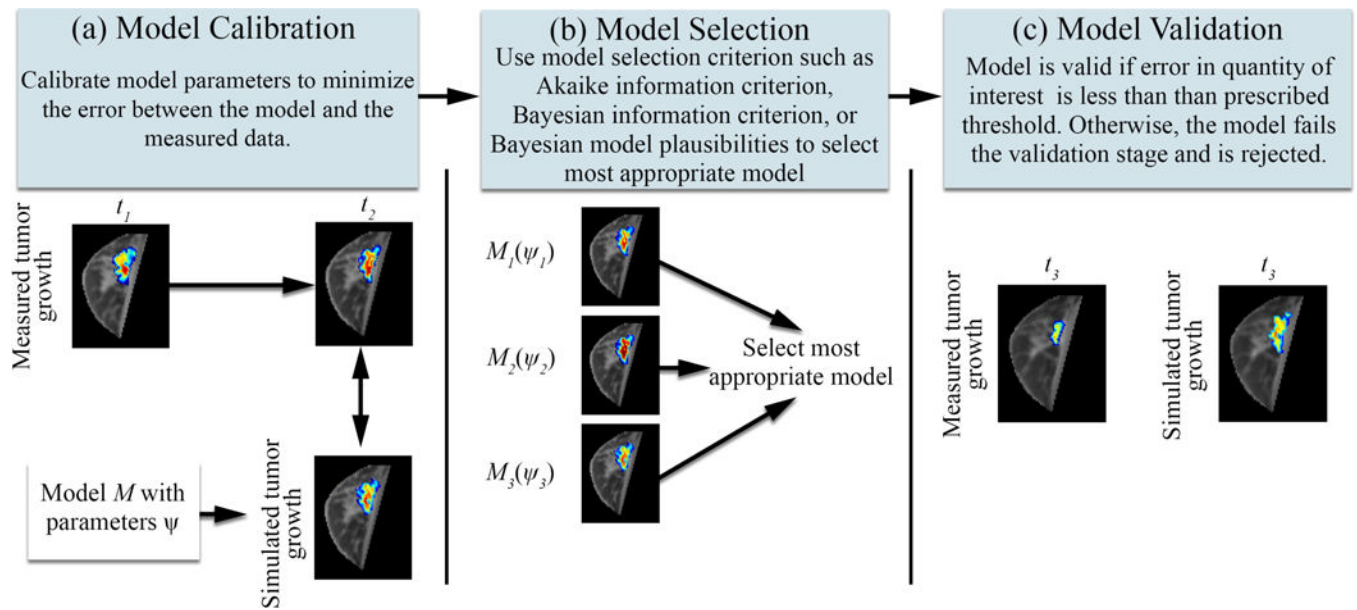 (a) Model Calibration
Calibrate model parameters to minimize
the error between the model and the
measured data.
t₁
t₂
Measured tumor
growth
Model M with
parameters ψ
Simulated tumor
growth
(b) Model Selection
Use model selection criterion such as
Akaike information criterion,
Bayesian information criterion, or
Bayesian model plausibilities to select
most appropriate model
M₁(ψ₁)
M₂(ψ₂)
M₃(ψ₃)
Select most
appropriate model
(c) Model Validation
Model is valid if error in quantity of
interest is less than than prescribed
threshold. Otherwise, the model fails
the validation stage and is rejected.
t₃
Measured tumor
growth
t₃
Simulated tumor
growth